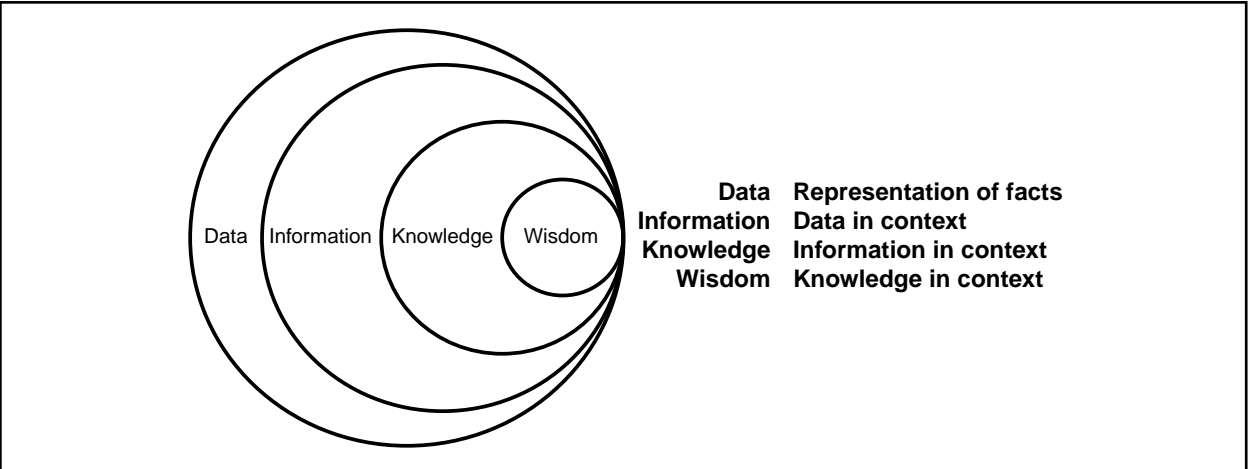 Data Information Knowledge Wisdom
Data Representation of facts
Information Data in context
Knowledge Information in context
Wisdom Knowledge in context